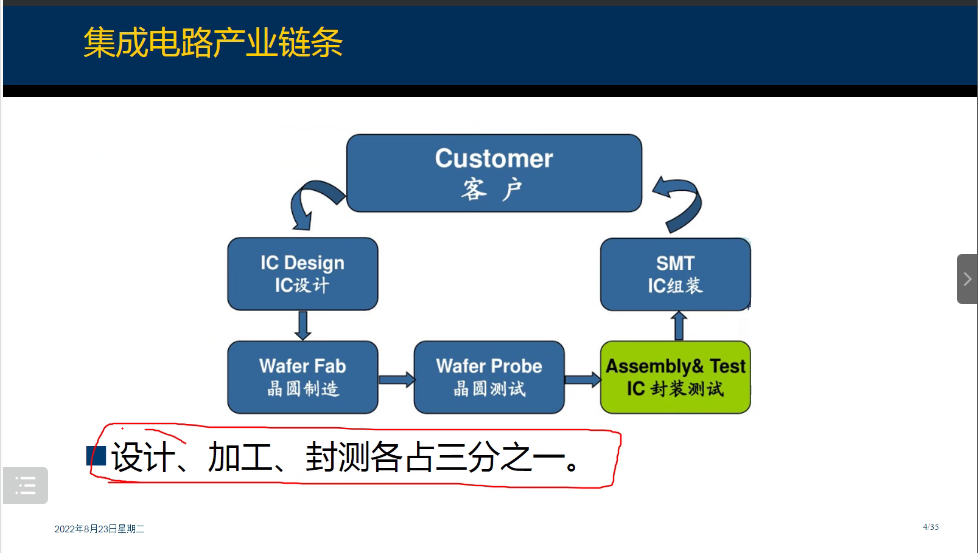 集成电路产业链条
Customer
客 户
IC Design
IC设计
SMT
IC组装
Wafer Fab
晶圆制造
Wafer Probe
晶圆测试
Assembly& Test
IC 封装测试
设计、加工、封测各占三分之一。
2022年8月23日星期二
4/35